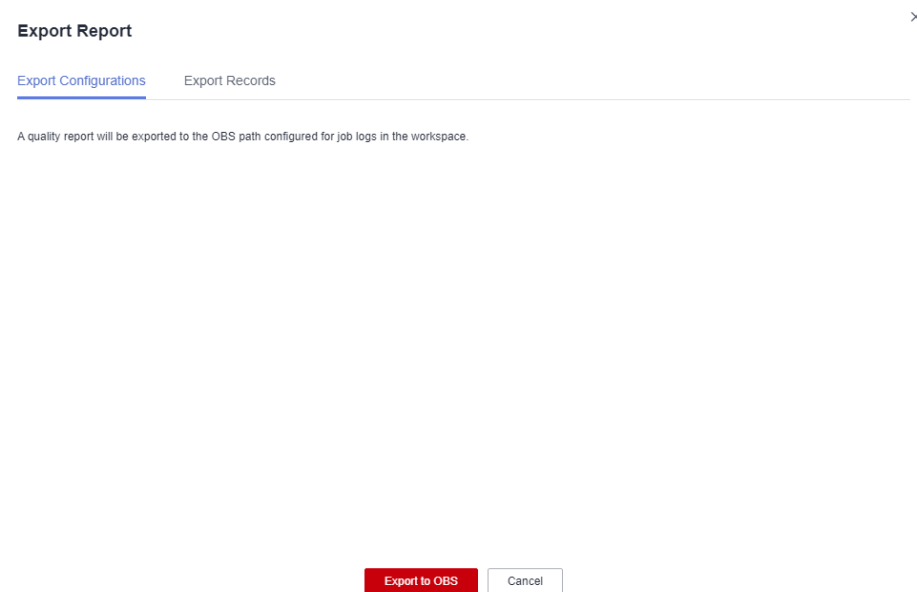 Export Report
Export Configurations Export Records
A quality report will be exported to the OBS path configured for job logs in the workspace.
Export to OBS Cancel